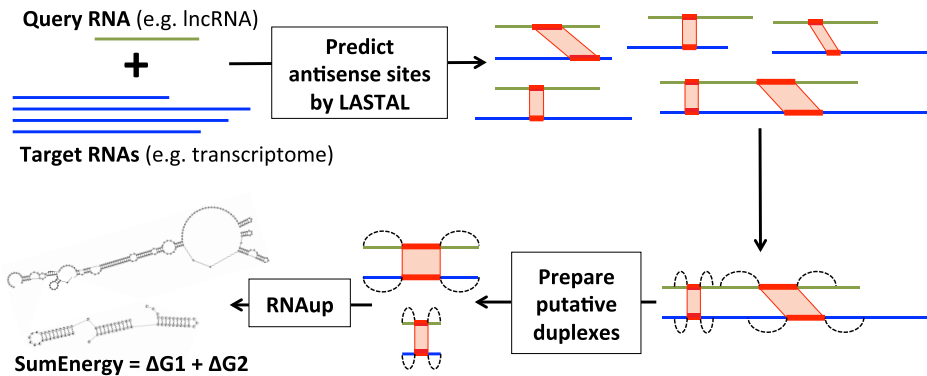 Query RNA (e.g. lncRNA)
+
Target RNAs (e.g. transcriptome)
Predict
antisense sites
by LASTAL
Prepare
putative
duplexes
RNAup
SumEnergy = ΔG1 + ΔG2